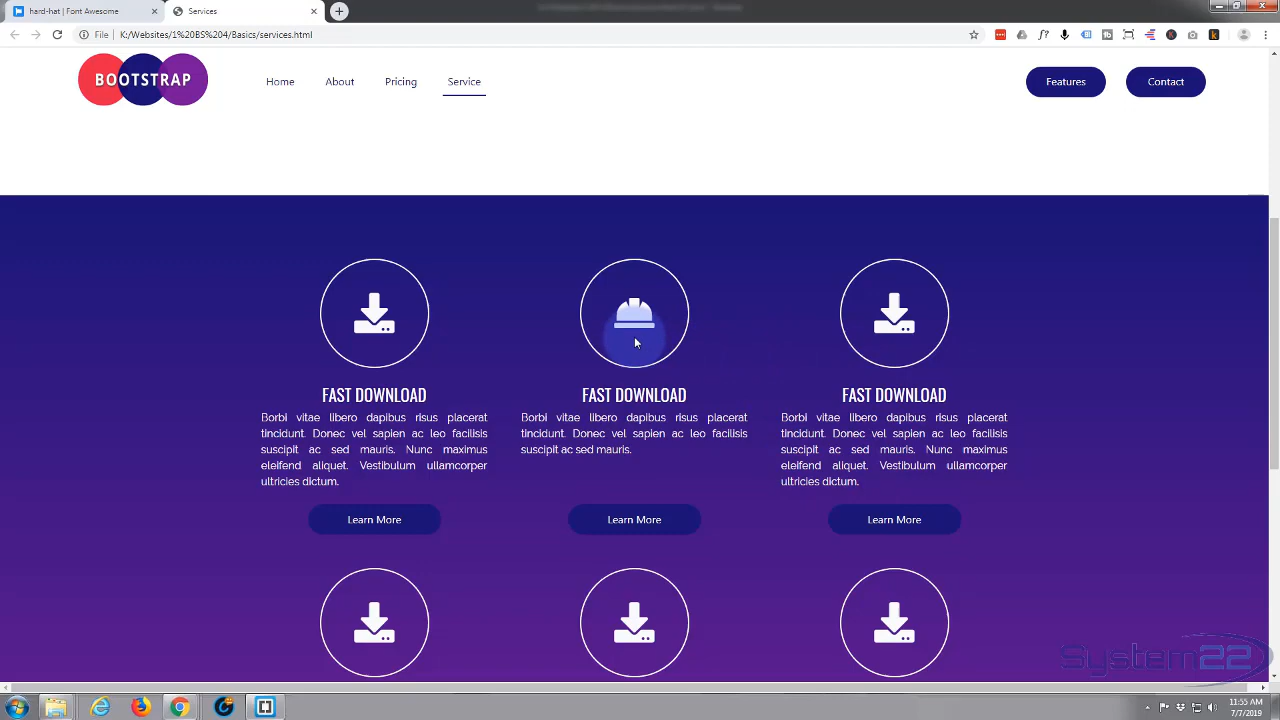 hard-hat | Font Awesome
Services
File
K:/Websites/1%20BS%204/Basics/services.html
BOOTSTRAP
Home
About
Pricing
Service
Features
Contact
FAST DOWNLOAD
Borbi vitae libero dapibus risus placerat
tincidunt. Donec vel sapien ac leo facilisis
suscipit ac sed mauris. Nunc maximus
eleifend aliquet. Vestibulum ullamcorper
ultricies dictum.
Learn More
FAST DOWNLOAD
Borbi vitae libero dapibus risus placerat
tincidunt. Donec vel sapien ac leo facilisis
suscipit ac sed mauris.
Learn More
FAST DOWNLOAD
Borbi vitae libero dapibus risus placerat
tincidunt. Donec vel sapien ac leo facilisis
suscipit ac sed mauris. Nunc maximus
eleifend aliquet. Vestibulum ullamcorper
ultricies dictum.
Learn More
System22
11:55 AM
7/7/2019